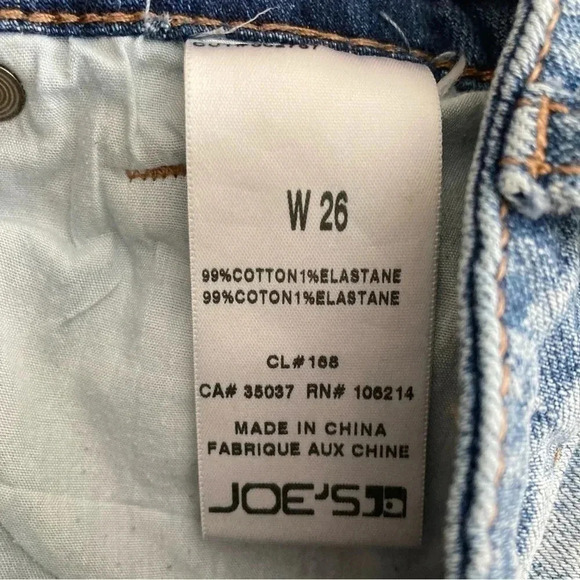 W 26
99%COTTON1%ELASTANE
99%COTON1%ELASTANE
CL#168
CA# 35037 RN# 106214
MADE IN CHINA
FABRIQUE AUX CHINE
JOE'S